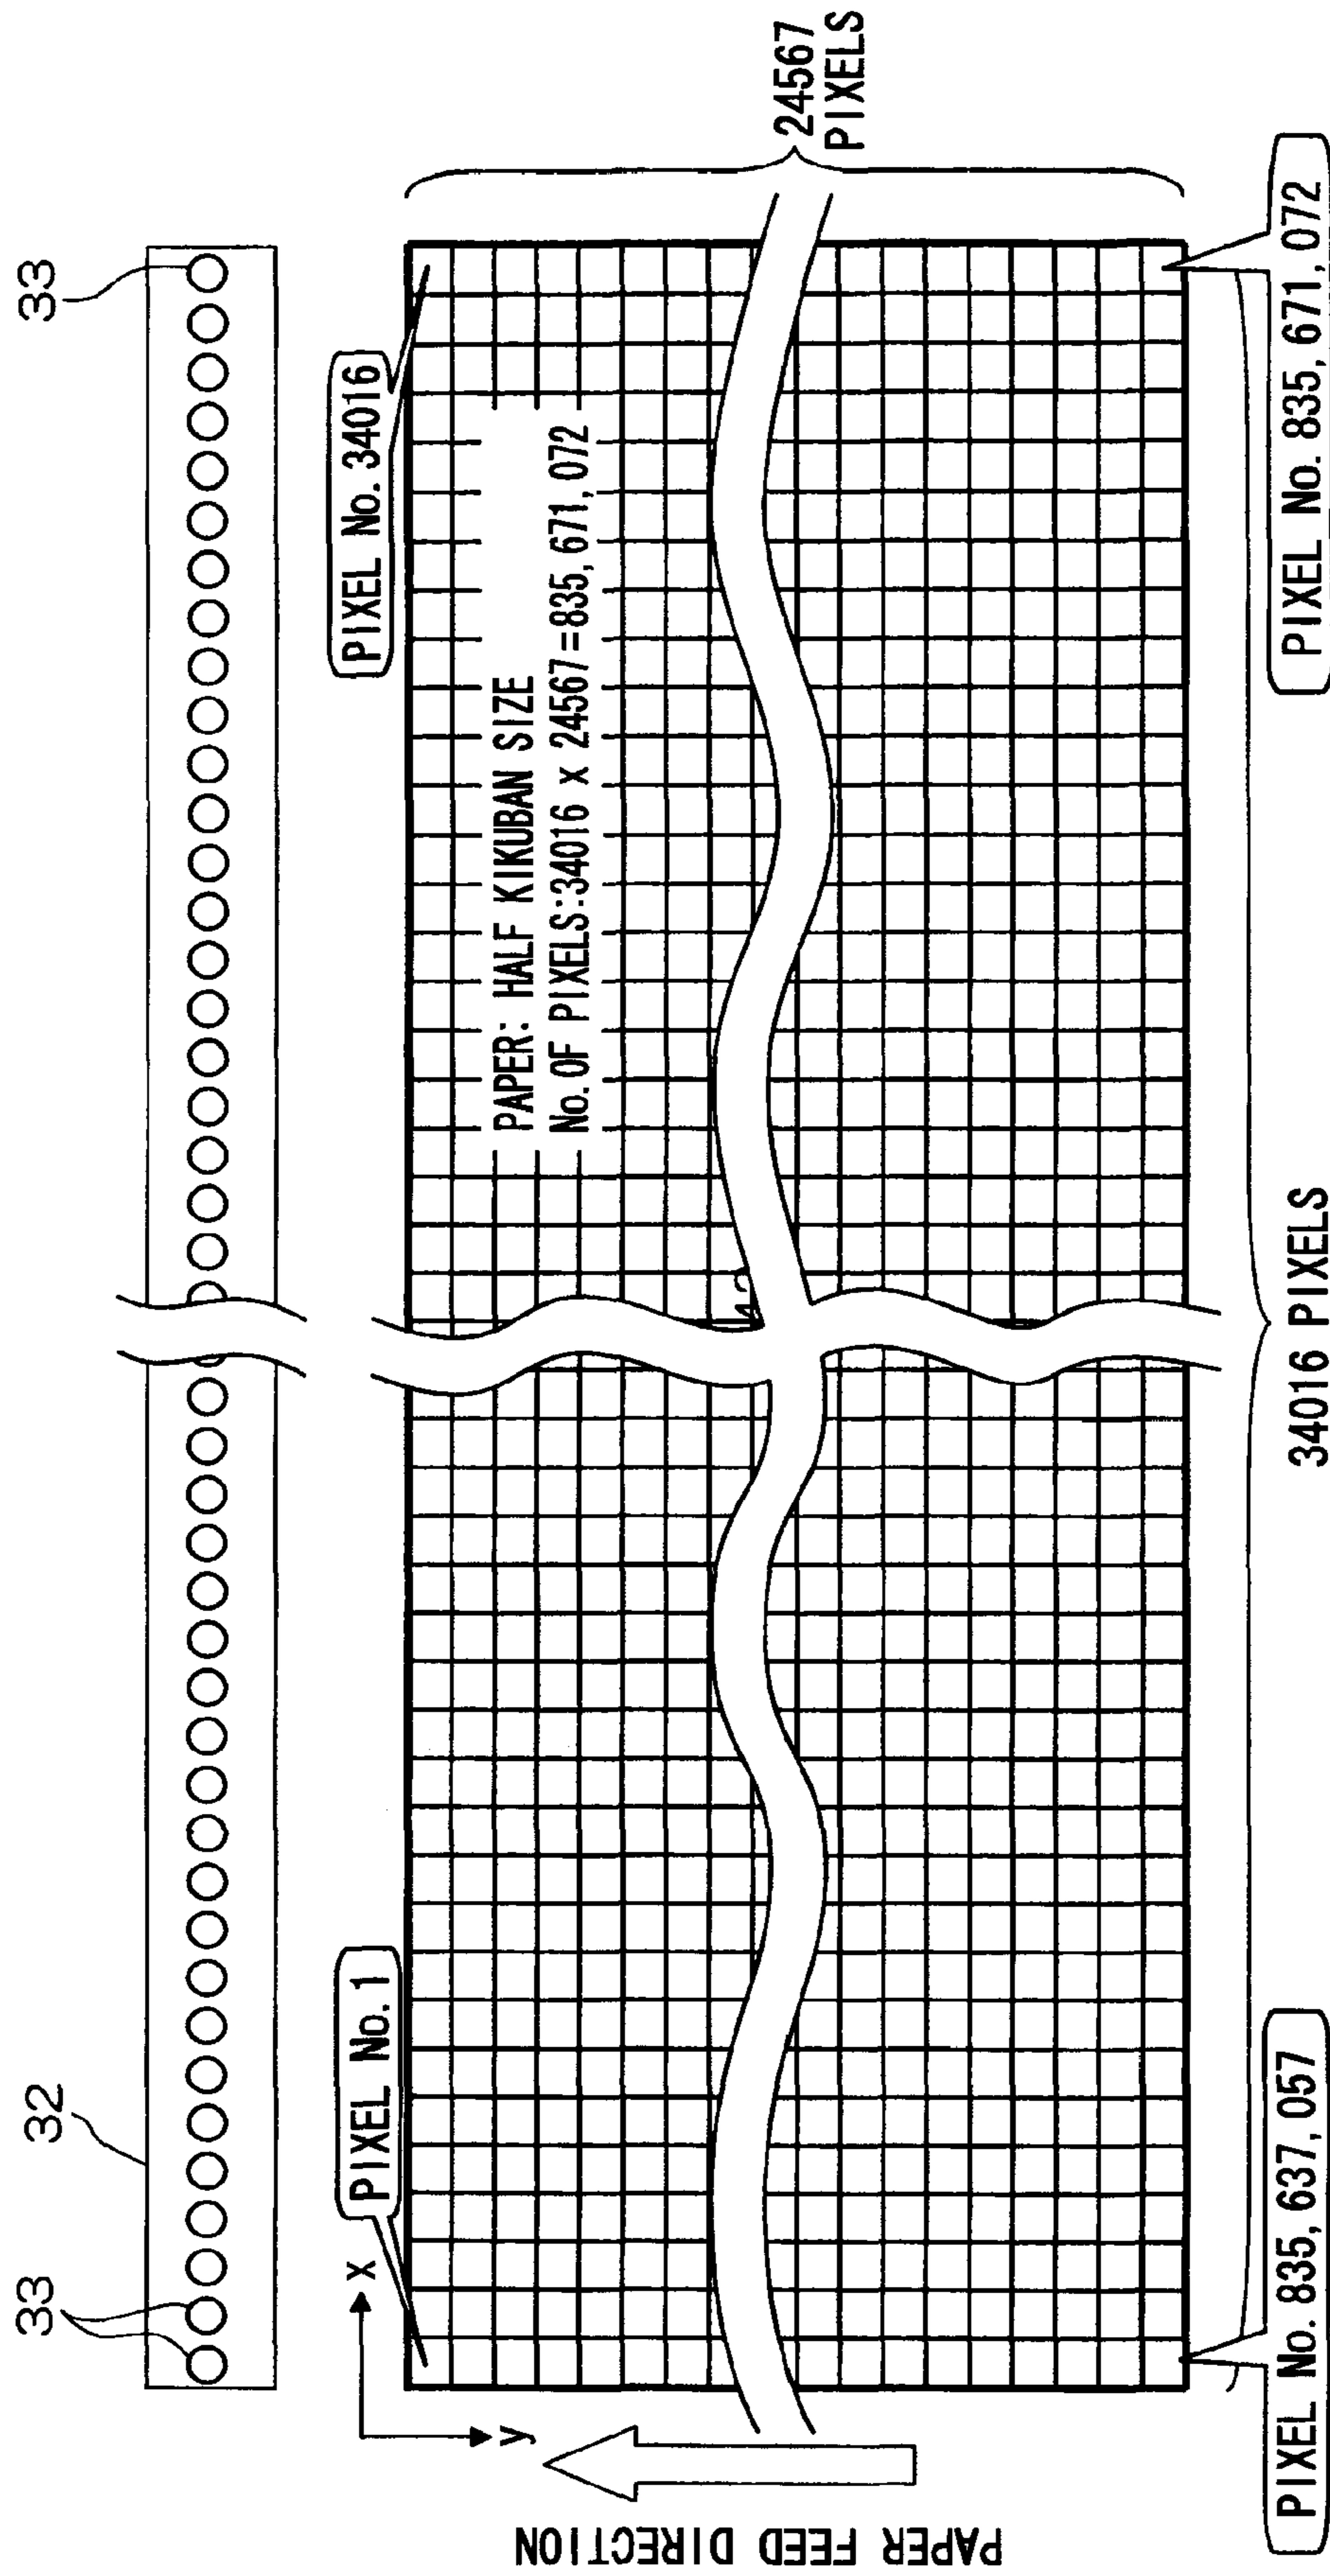 33
32
33
PIXEL No. 1
PIXEL No. 34016
x
y
PAPER: HALF KIKUBAN SIZE
No. OF PIXELS:34016 x 24567=835, 671, 072
24567
PIXELS
PAPER FEED DIRECTION
PIXEL No. 835, 637, 057
34016 PIXELS
PIXEL No. 835, 671, 072